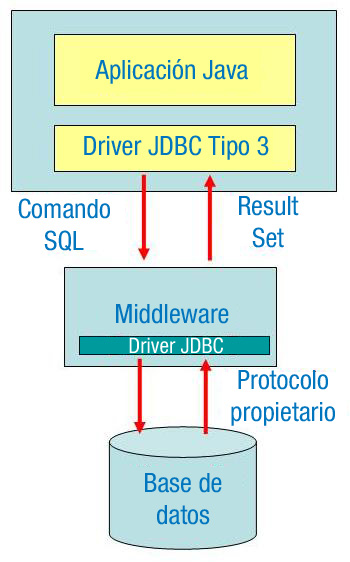 Aplicación Java
Driver JDBC Tipo 3
Comando
SQL
Result
Set
Middleware
Driver JDBC
Protocolo
propietario
Base de
datos